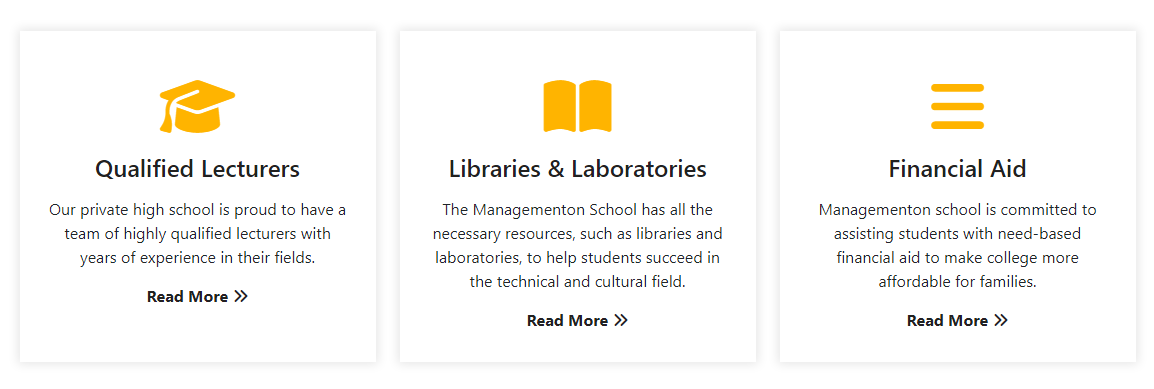 Qualified Lecturers
Our private high school is proud to have a
team of highly qualified lecturers with
years of experience in their fields.
Read More
Libraries & Laboratories
The Managementon School has all the
necessary resources, such as libraries and
laboratories, to help students succeed in
the technical and cultural field.
Read More
Financial Aid
Managementon school is committed to
assisting students with need-based
financial aid to make college more
affordable for families.
Read More